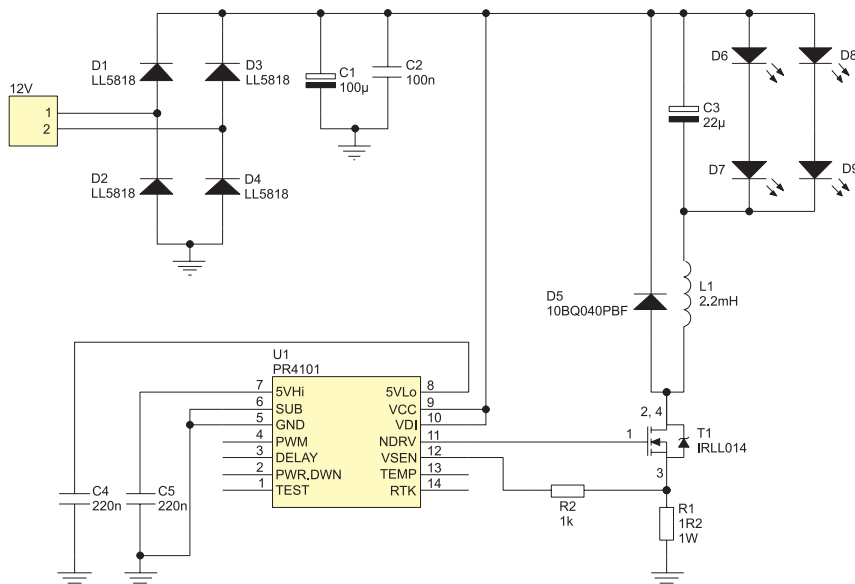 D1
LL5818
D3
LL5818
C1
100µ
C2
100n
D6
D8
C3
22µ
12V
1
2
D2
LL5818
D4
LL5818
D7
D9
D5
10BQ040PBF
L1
2.2mH
U1
PR4101
7
5VHi
5VLo
8
6
SUB
VCC
9
5
GND
VDI
10
4
PWM
NDRV
11
3
DELAY
VSEN
12
2
PWR.DWN
TEMP
13
1
TEST
RTK
14
2, 4
1
T1
IRLL014
3
C4
220n
C5
220n
R2
1k
R1
1R2
1W